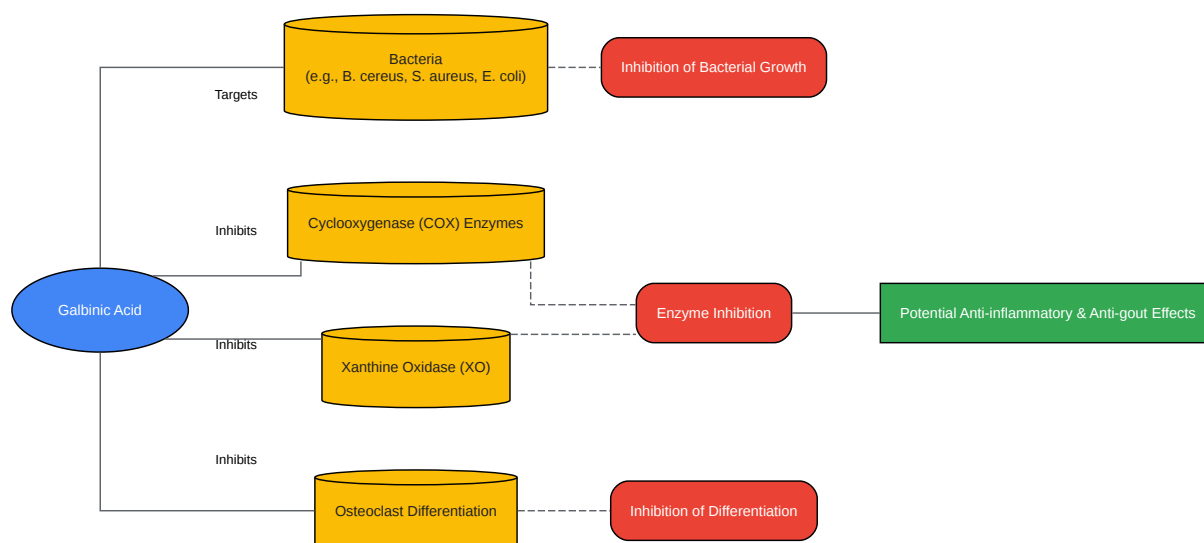 Bacteria
(e.g., B. cereus, S. aureus, E. coli)
Inhibition of Bacterial Growth
Targets
Cyclooxygenase (COX) Enzymes
Inhibits
Galbinic Acid
Enzyme Inhibition
Potential Anti-inflammatory & Anti-gout Effects
Inhibits
Xanthine Oxidase (XO)
Inhibits
Osteoclast Differentiation
Inhibition of Differentiation